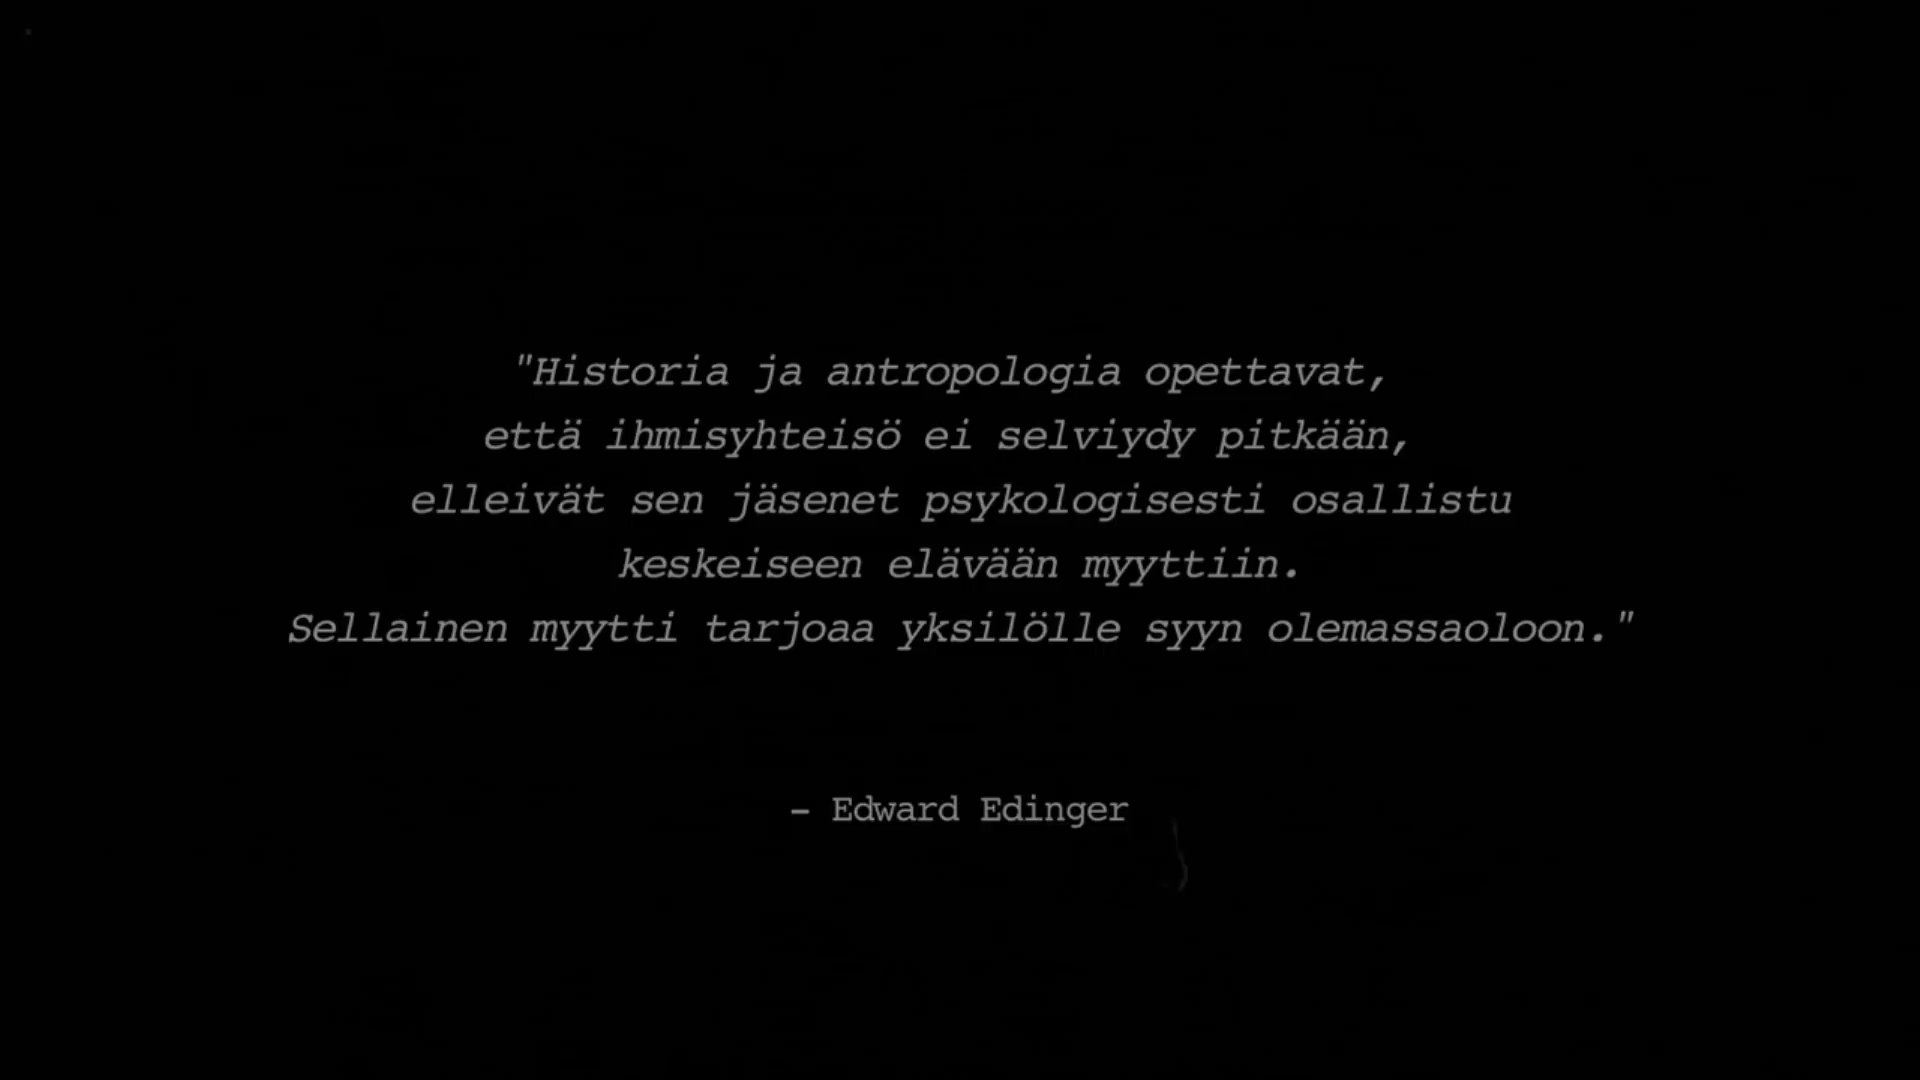 "Historia ja antropologia opettavat,
että ihmisyhteisö ei selviydy pitkään,
elleivät sen jäsenet psykologisesti osallistu
keskeiseen elävään myyttiin.
Sellainen myytti tarjoaa yksilölle syyn olemassaoloon."
– Edward Edinger